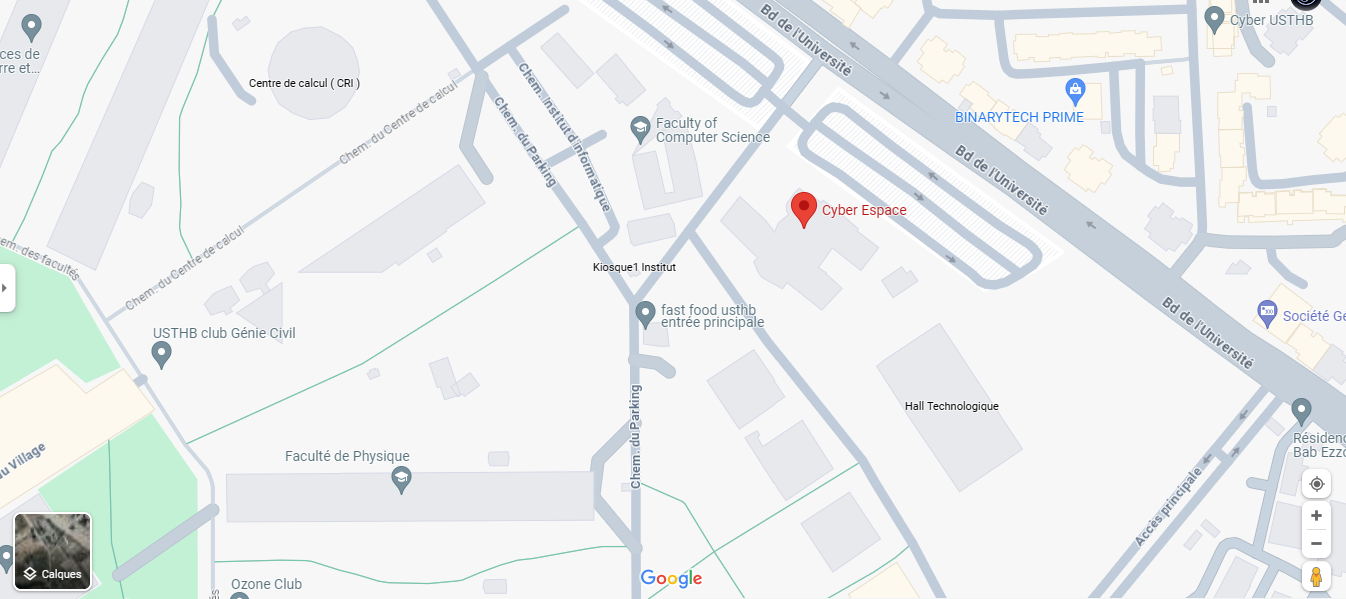 ces de
rre et...
Centre de calcul ( CRI )
Chem. du Centre de calcul
Chem. institut d'informatique
Chem. du Parking
Faculty of
Computer Science
Bd de l'Université
Cyber USTHB
BINARYTECH PRIME
Bd de l'Université
Cyber Espace
em. des facultés
Chem. du Centre de calcul
Kiosque1 Institut
fast food usthb
entrée principale
USTHB club Génie Civil
Bd de l'Université
Société Gé
Hall Technologique
Chem. du Parking
Résidenc
Bab Ezzo
Faculté de Physique
du Village
Accès principale
Calques
Ozone Club
Google